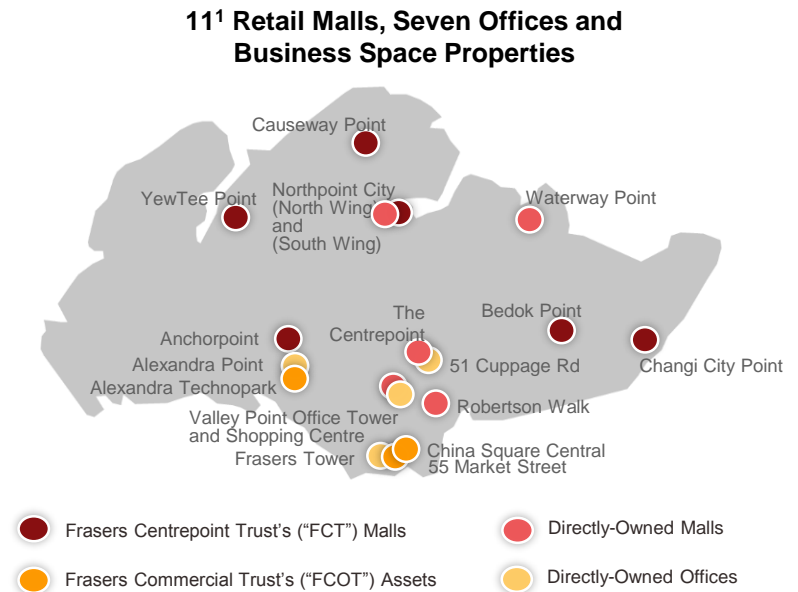 11¹ Retail Malls, Seven Offices and
Business Space Properties
Causeway Point
YewTee Point
Northpoint City
(North Wing)
and
(South Wing)
Waterway Point
The
Centrepoint
Bedok Point
Anchorpoint
Alexandra Point
51 Cuppage Rd
Changi City Point
Alexandra Technopark
Valley Point Office Tower
and Shopping Centre
Robertson Walk
Frasers Tower
China Square Central
55 Market Street
Frasers Centrepoint Trust’s (“FCT”) Malls
Directly-Owned Malls
Frasers Commercial Trust’s (“FCOT”) Assets
Directly-Owned Offices